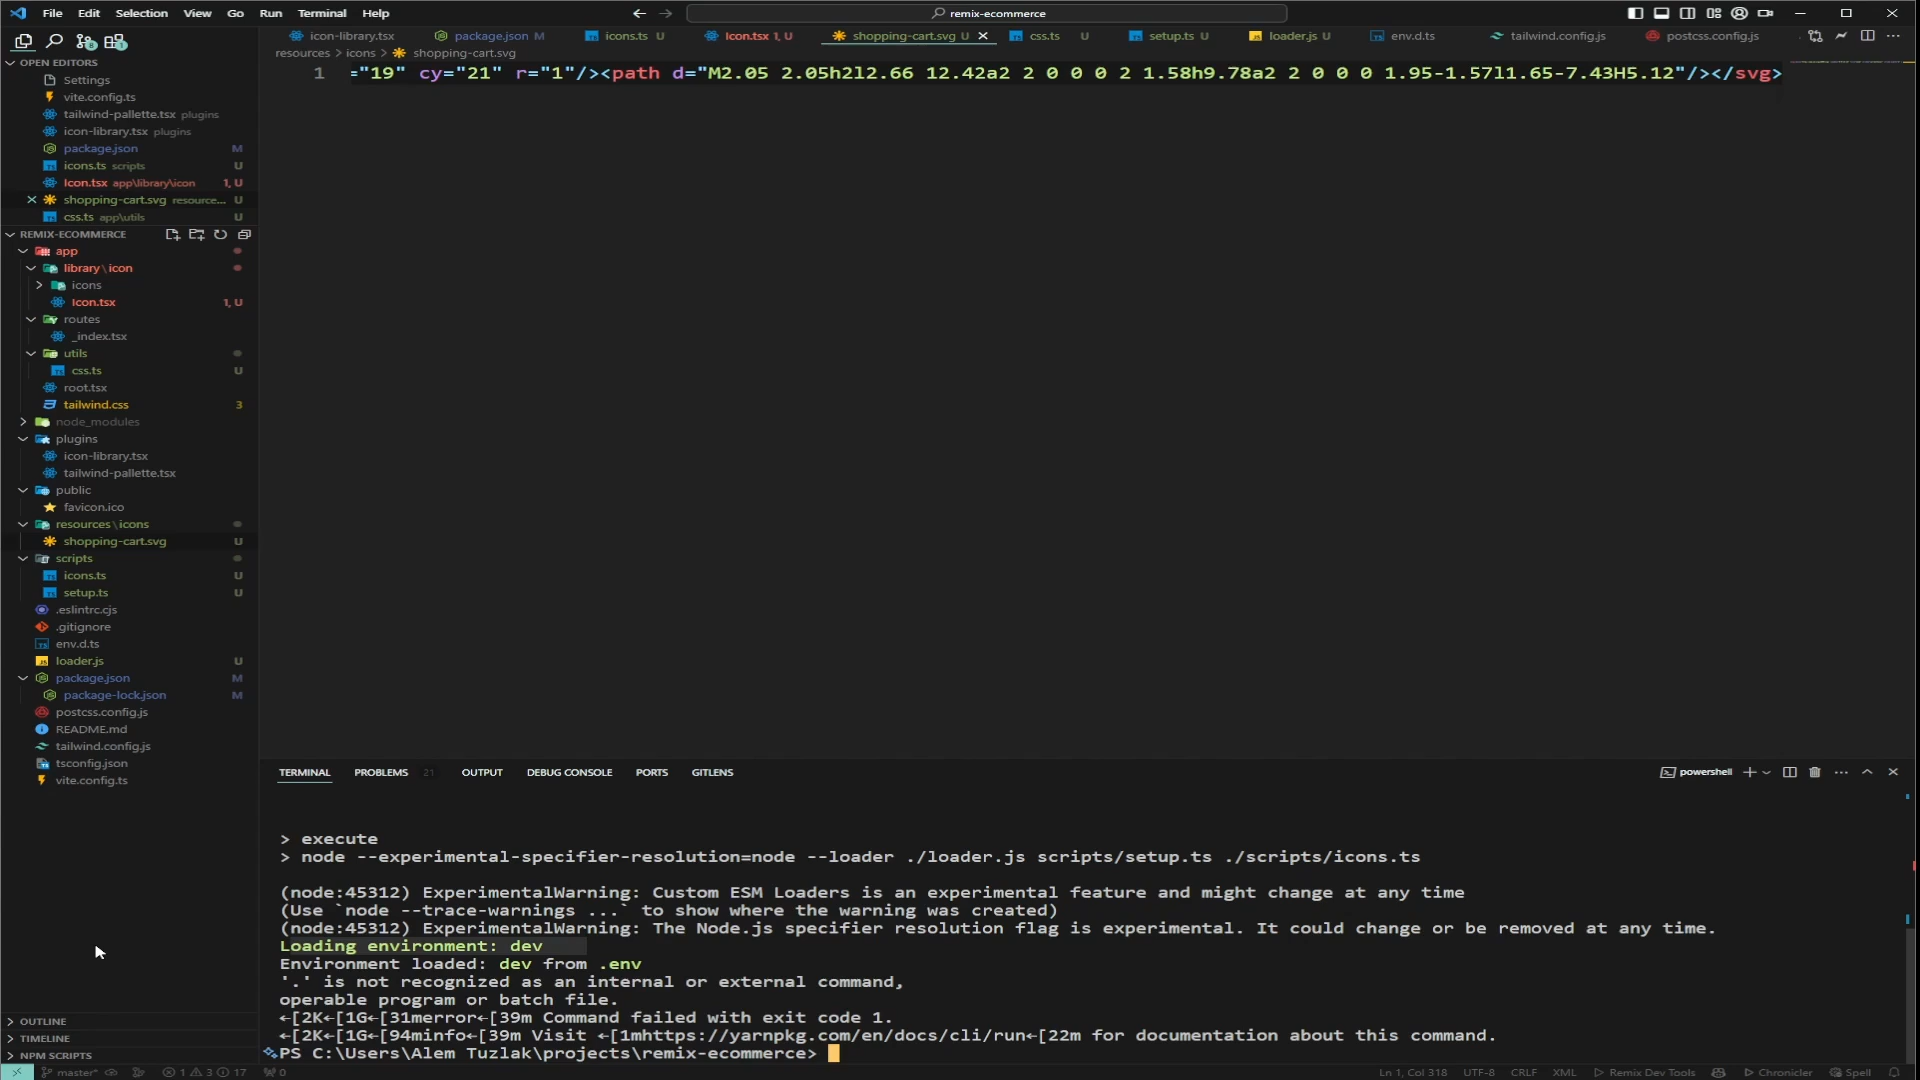 File Edit Selection View Go Run Terminal Help
remix-ecommerce
icon-library.tsx package.json M icons.ts U Icon.tsx 1, U shopping-cart.svg U css.ts U setup.ts U loader.js U env.d.ts tailwind.config.js postcss.config.js
resources > icons > shopping-cart.svg
1 ="19" cy="21" r="1"/><path d="M2.05 2.05h2l2.66 12.42a2 2 0 0 0 2 1.58h9.78a2 2 0 0 0 1.95-1.57l1.65-7.43H5.12"/></svg>
OPEN EDITORS
Settings
vite.config.ts
tailwind-pallette.tsx plugins
icon-library.tsx plugins
package.json M
icons.ts scripts U
Icon.tsx app\library\icon 1, U
shopping-cart.svg resource... U
css.ts app\utils U
REMIX-ECOMMERCE
app
library\icon
icons
Icon.tsx 1, U
routes
_index.tsx
utils
css.ts U
root.tsx
tailwind.css 3
node_modules
plugins
icon-library.tsx
tailwind-pallette.tsx
public
favicon.ico
resources\icons
shopping-cart.svg U
scripts
icons.ts U
setup.ts U
.eslintrc.cjs
.gitignore
env.d.ts
loader.js U
package.json M
package-lock.json M
postcss.config.js
README.md
tailwind.config.js
tsconfig.json
vite.config.ts
OUTLINE
TIMELINE
NPM SCRIPTS
TERMINAL PROBLEMS 21 OUTPUT DEBUG CONSOLE PORTS GITLENS
powershell
> execute
> node --experimental-specifier-resolution=node --loader ./loader.js scripts/setup.ts ./scripts/icons.ts
(node:45312) ExperimentalWarning: Custom ESM Loaders is an experimental feature and might change at any time
(Use `node --trace-warnings ...` to show where the warning was created)
(node:45312) ExperimentalWarning: The Node.js specifier resolution flag is experimental. It could change or be removed at any time.
Loading environment: dev
Environment loaded: dev from .env
'.' is not recognized as an internal or external command,
operable program or batch file.
←[2K←[1G←[31merror←[39m Command failed with exit code 1.
←[2K←[1G←[94minfo←[39m Visit ←[1mhttps://yarnpkg.com/en/docs/cli/run←[22m for documentation about this command.
PS C:\Users\Alem Tuzlak\projects\remix-ecommerce>
master* 1 3 17 0 Ln 1, Col 318 UTF-8 CRLF XML Remix Dev Tools Chronicler Spell